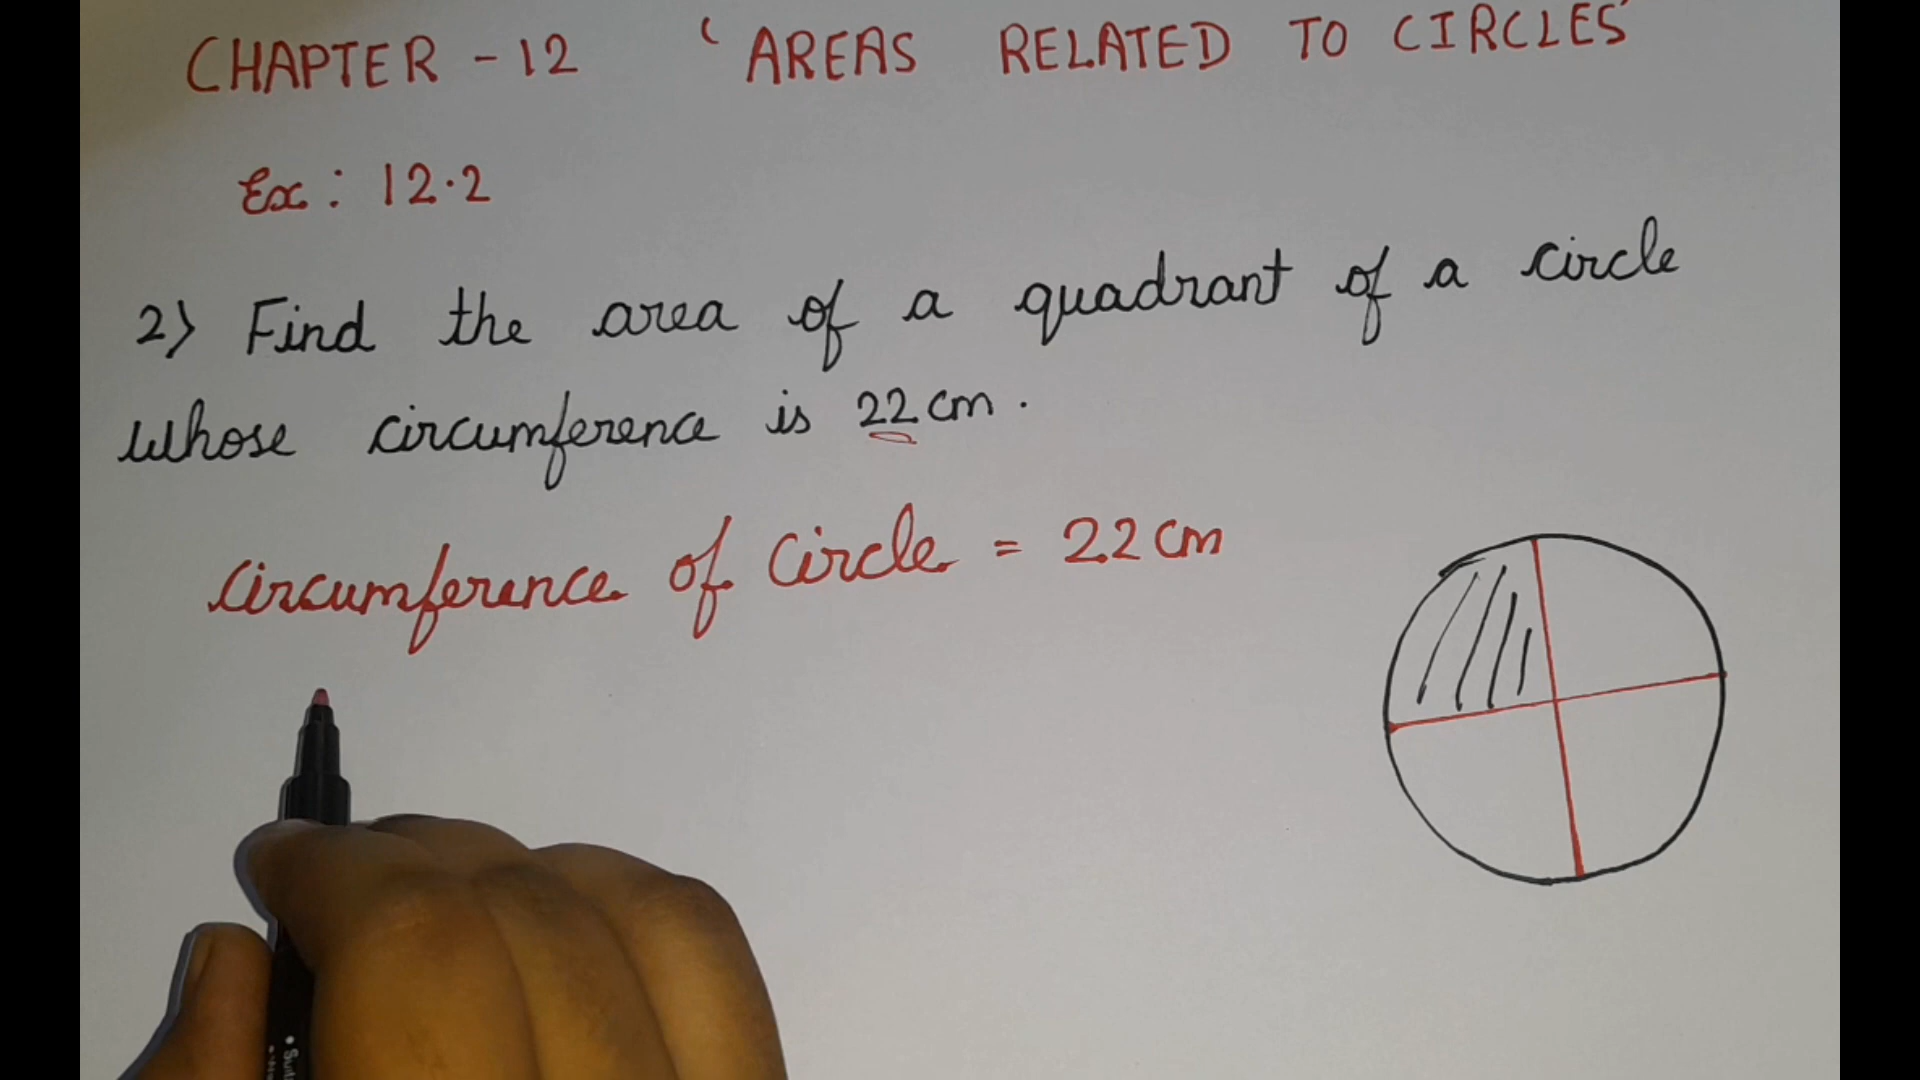 CHAPTER - 12 ‘AREAS RELATED TO CIRCLES’
Ex: 12.2
2) Find the area of a quadrant of a circle
whose circumference is 22 cm.
Circumference of Circle = 22 cm